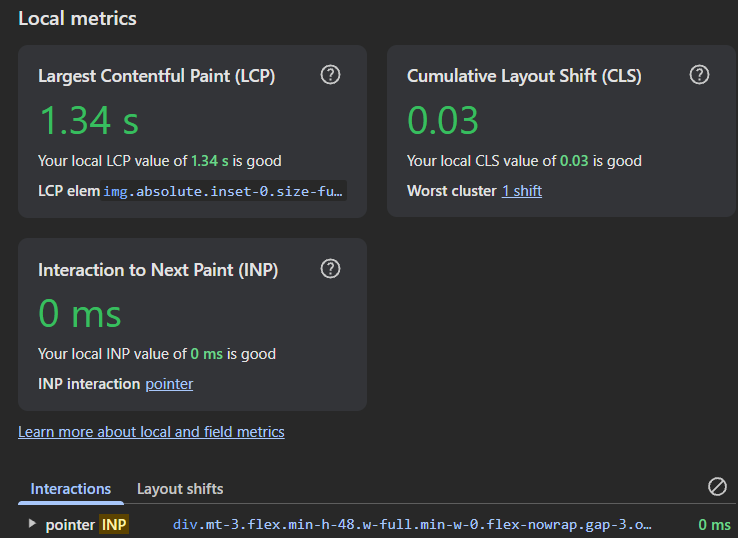 Local metrics
Largest Contentful Paint (LCP)
1.34 s
Your local LCP value of 1.34 s is good
LCP elem img.absolute.inset-0.size-fu…
Cumulative Layout Shift (CLS)
0.03
Your local CLS value of 0.03 is good
Worst cluster 1 shift
Interaction to Next Paint (INP)
0 ms
Your local INP value of 0 ms is good
INP interaction pointer
Learn more about local and field metrics
Interactions Layout shifts
pointer INP div.mt-3.flex.min-h-48.w-full.min-w-0.flex-nowrap.gap-3.o… 0 ms